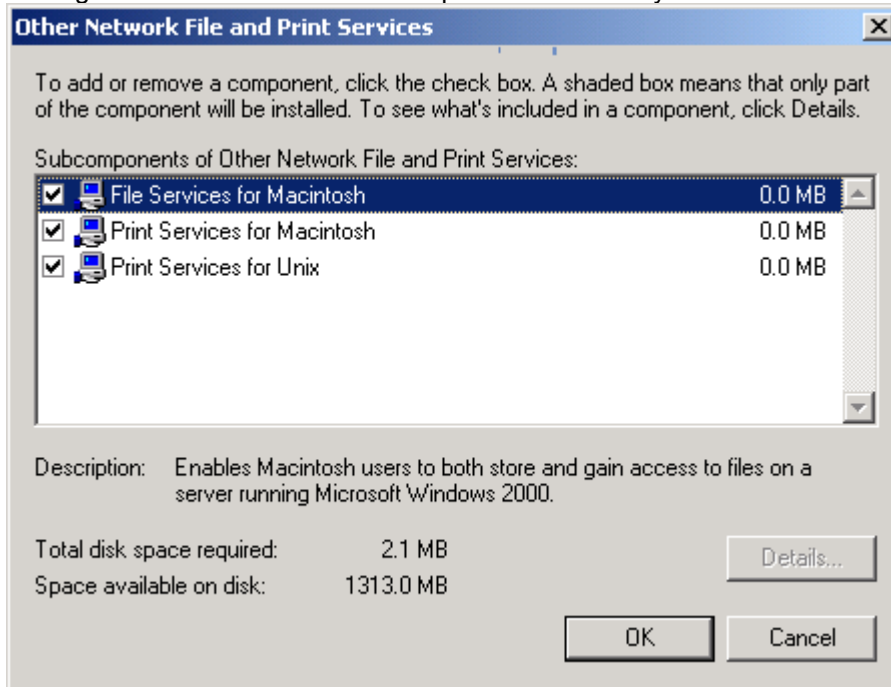 Other Network File and Print Services
To add or remove a component, click the check box. A shaded box means that only part
of the component will be installed. To see what's included in a component, click Details.
Subcomponents of Other Network File and Print Services:
File Services for Macintosh 0.0 MB
Print Services for Macintosh 0.0 MB
Print Services for Unix 0.0 MB
Description: Enables Macintosh users to both store and gain access to files on a
server running Microsoft Windows 2000.
Total disk space required: 2.1 MB
Details...
Space available on disk: 1313.0 MB
OK Cancel